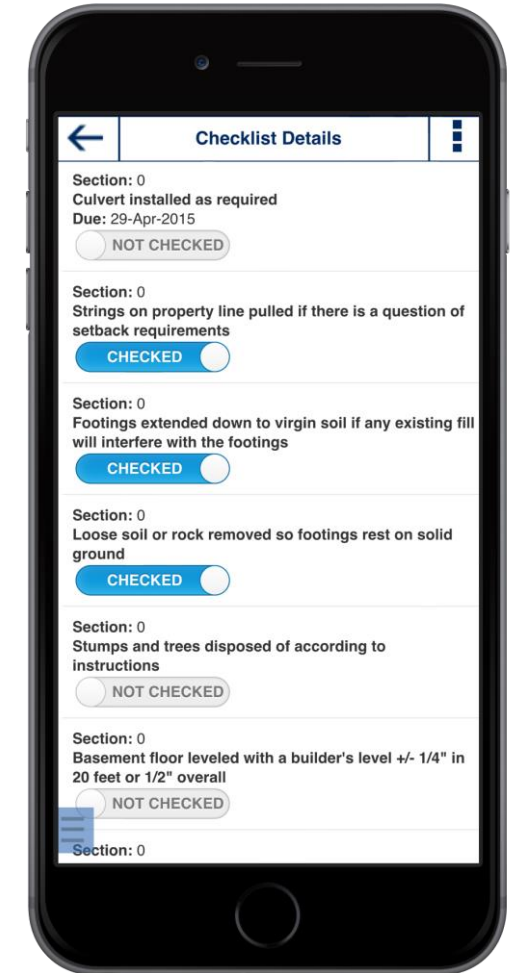 Checklist Details
Section: 0
Culvert installed as required
Due: 29-Apr-2015
NOT CHECKED
Section: 0
Strings on property line pulled if there is a question of
setback requirements
CHECKED
Section: 0
Footings extended down to virgin soil if any existing fill
will interfere with the footings
CHECKED
Section: 0
Loose soil or rock removed so footings rest on solid
ground
CHECKED
Section: 0
Stumps and trees disposed of according to
instructions
NOT CHECKED
Section: 0
Basement floor leveled with a builder's level +/- 1/4" in
20 feet or 1/2" overall
NOT CHECKED
Section: 0